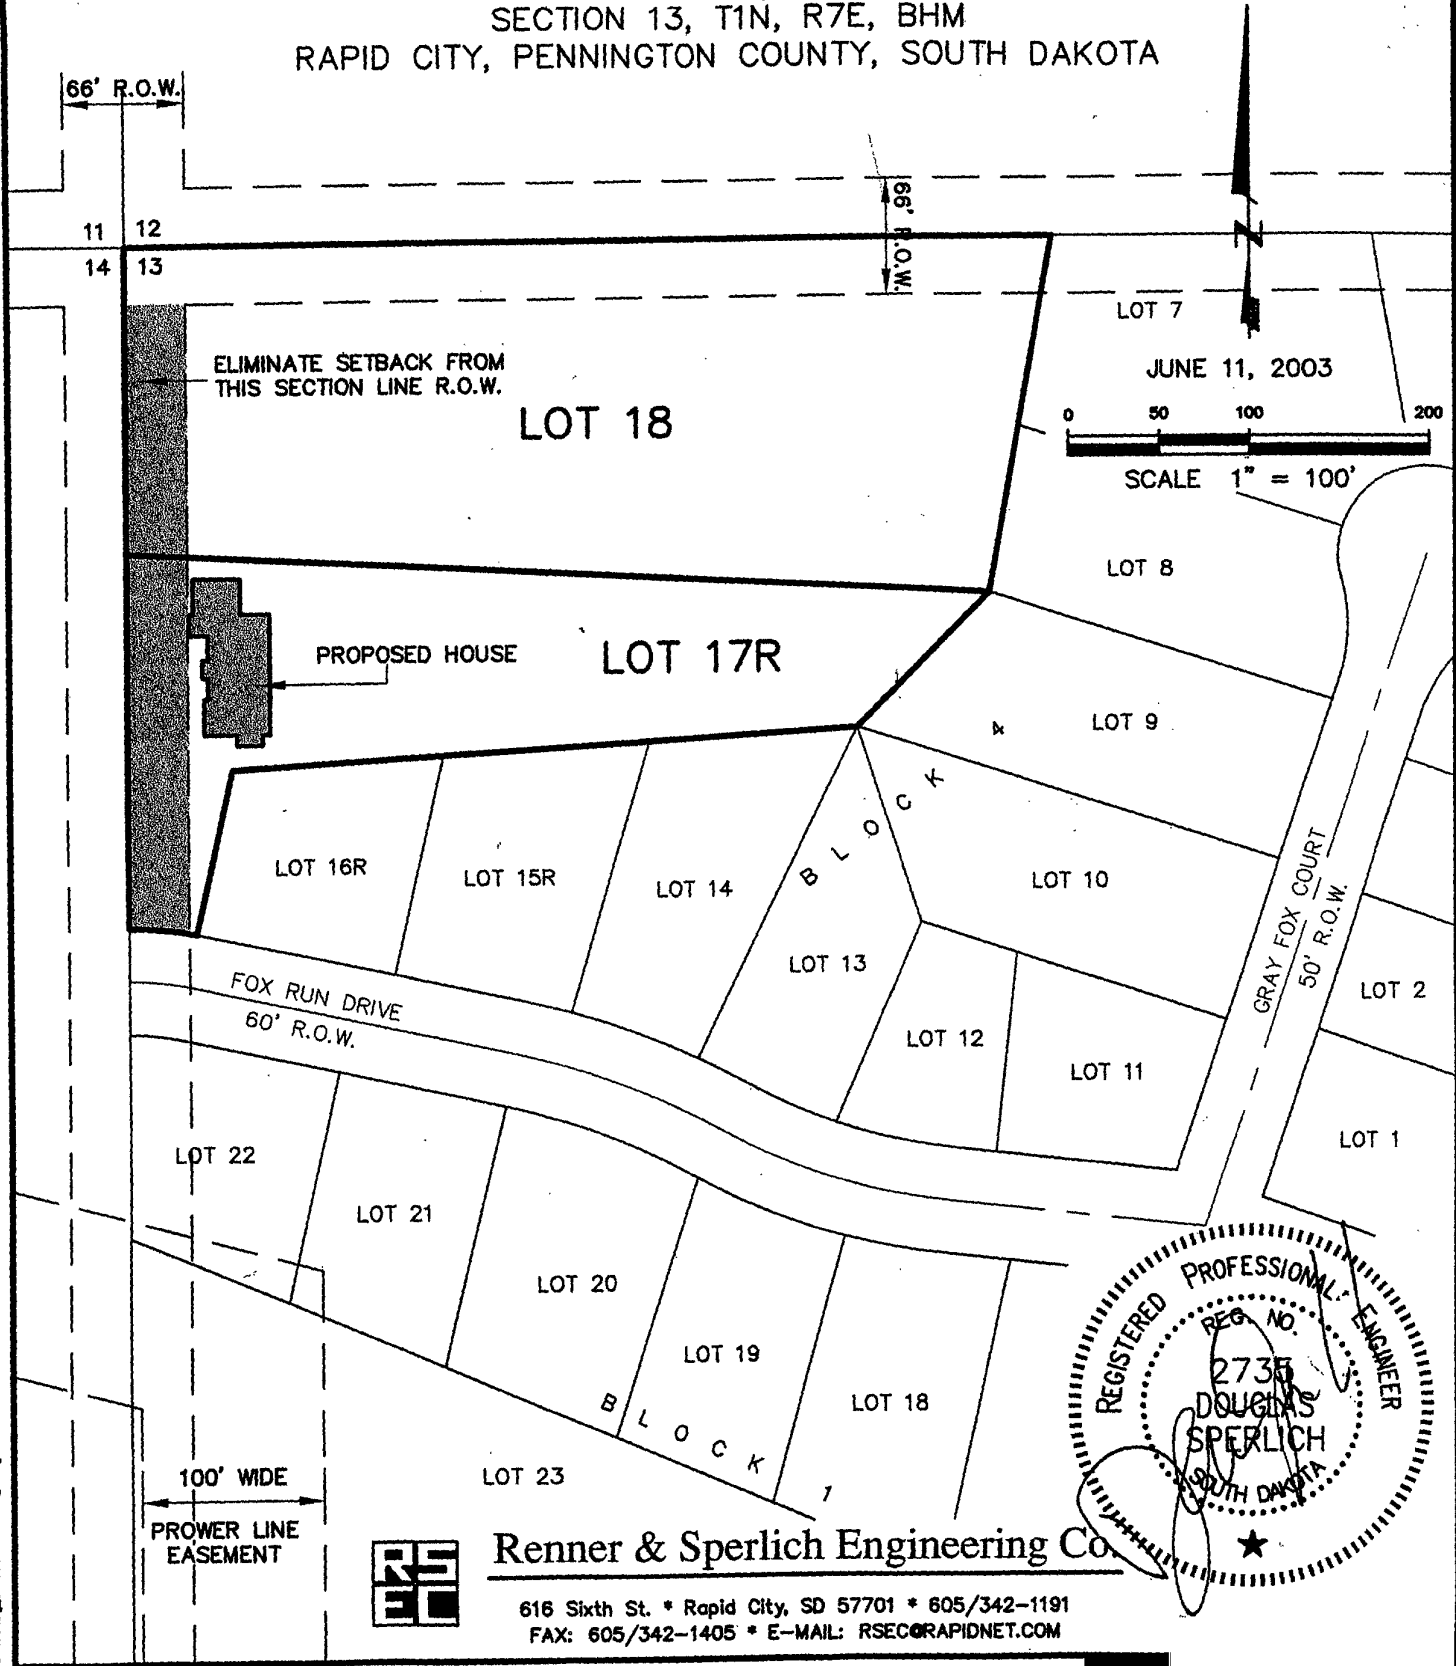 SECTION 13, T1N, R7E, BHM
RAPID CITY, PENNINGTON COUNTY, SOUTH DAKOTA
66' R.O.W.
66' R.O.W.
11 12
14 13
N
LOT 7
ELIMINATE SETBACK FROM
THIS SECTION LINE R.O.W.
JUNE 11, 2003
LOT 18
0 50 100 200
SCALE 1" = 100'
LOT 8
PROPOSED HOUSE
LOT 17R
LOT 9
BLOCK 4
LOT 16R
LOT 15R
LOT 14
LOT 10
LOT 13
GRAY FOX COURT
50' R.O.W.
LOT 2
FOX RUN DRIVE
60' R.O.W.
LOT 12
LOT 11
LOT 1
LOT 22
LOT 21
LOT 20
LOT 19
LOT 18
BLOCK 1
LOT 23
100' WIDE
PROWER LINE
EASEMENT
REGISTERED PROFESSIONAL ENGINEER
REG. NO.
2735
DOUGLAS
SPERLICH
SOUTH DAKOTA
RSEC
Renner & Sperlich Engineering Co.
616 Sixth St. * Rapid City, SD 57701 * 605/342-1191
FAX: 605/342-1405 * E-MAIL: RSEC@RAPIDNET.COM